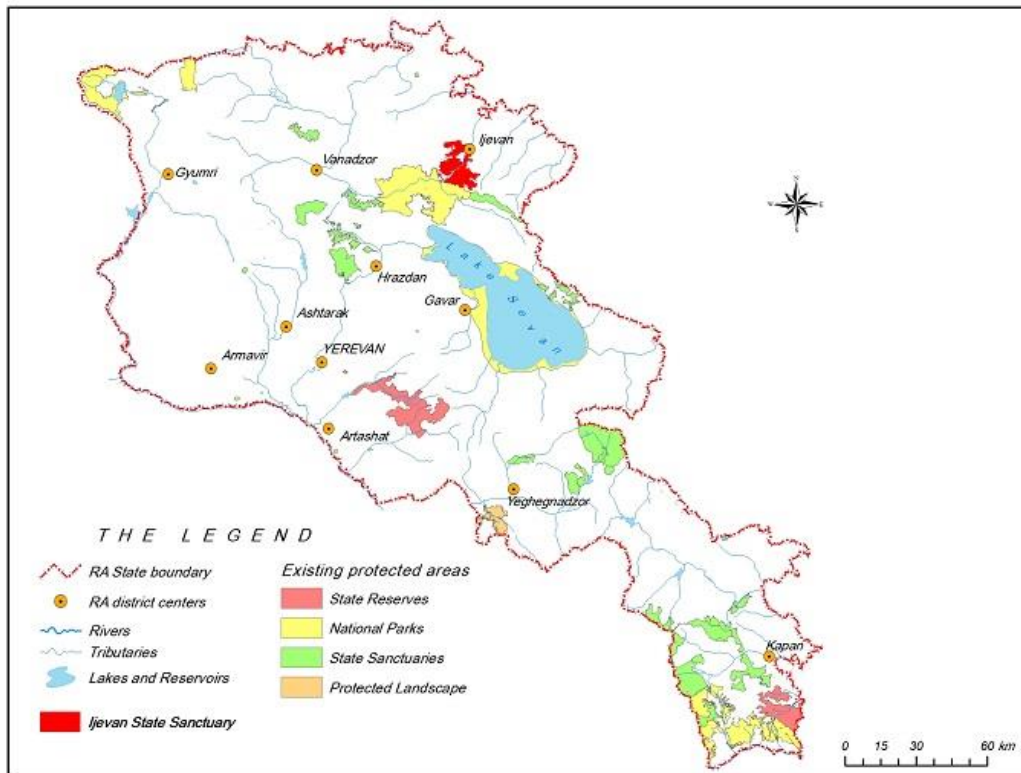 Ijevan
Vanadzor
Gyumri
N
W E
S
Lake Sevan
Hrazdan
Gavar
Ashtarak
YEREVAN
Armavir
Artashat
Yeghegnadzor
Kapan
THE LEGEND
RA State boundary
RA district centers
Rivers
Tributaries
Lakes and Reservoirs
Ijevan State Sanctuary
Existing protected areas
State Reserves
National Parks
State Sanctuaries
Protected Landscape
0 15 30 60 km